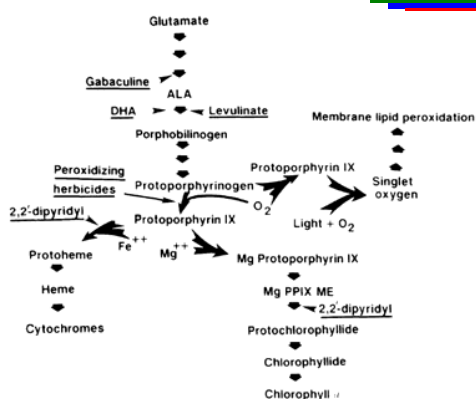 Glutamate
Gabaculine
ALA
DHA
Levulinate
Membrane lipid peroxidation
Porphobilinogen
Peroxidizing
herbicides
Protoporphyrin IX
Protoporphyrinogen
Singlet
oxygen
O2
2,2'-dipyridyl
Protoporphyrin IX
Light + O2
Fe++
Mg++
Protoheme
Mg Protoporphyrin IX
Heme
Mg PPIX ME
2,2'-dipyridyl
Cytochromes
Protochlorophyllide
Chlorophyllide
Chlorophyll